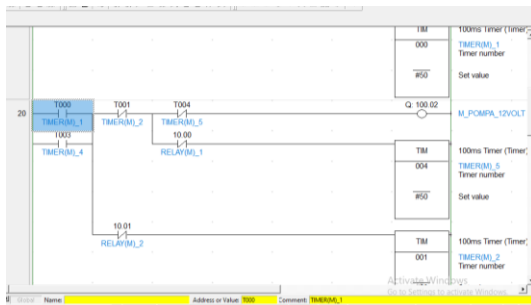 TIM 100ms Timer (Timer)
000 TIMER(M)_1
Timer number
#50 Set value
20 T000 T001 T004 Q: 100.02
TIMER(M)_1 TIMER(M)_2 TIMER(M)_5 M_POMPA_12VOLT
T003 10.00
TIMER(M)_4 RELAY(M)_1 TIM 100ms Timer (Timer)
004 TIMER(M)_5
Timer number
#50 Set value
10.01
RELAY(M)_2 TIM 100ms Timer (Timer)
001 TIMER(M)_2
Timer number
Activate Windows
Go to Settings to activate Windows.
Global Name: Address or Value: T000 Comment: TIMER(M)_1